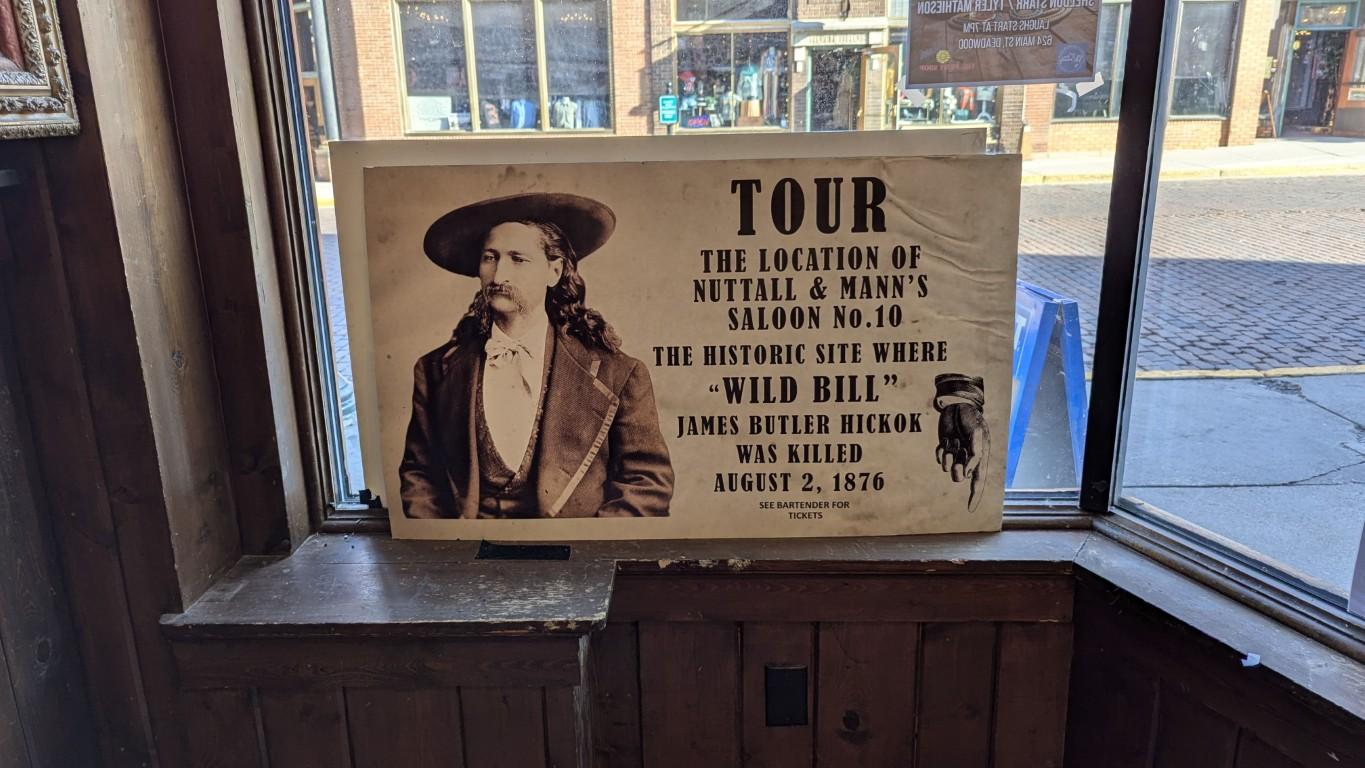 SHELDON STARR / TYLER MATHIESON
LAUGHS START AT 7PM
624 MAIN ST. DEADWOOD
OPEN
TOUR
THE LOCATION OF
NUTTALL & MANN'S
SALOON No.10
THE HISTORIC SITE WHERE
"WILD BILL"
JAMES BUTLER HICKOK
WAS KILLED
AUGUST 2, 1876
SEE BARTENDER FOR
TICKETS